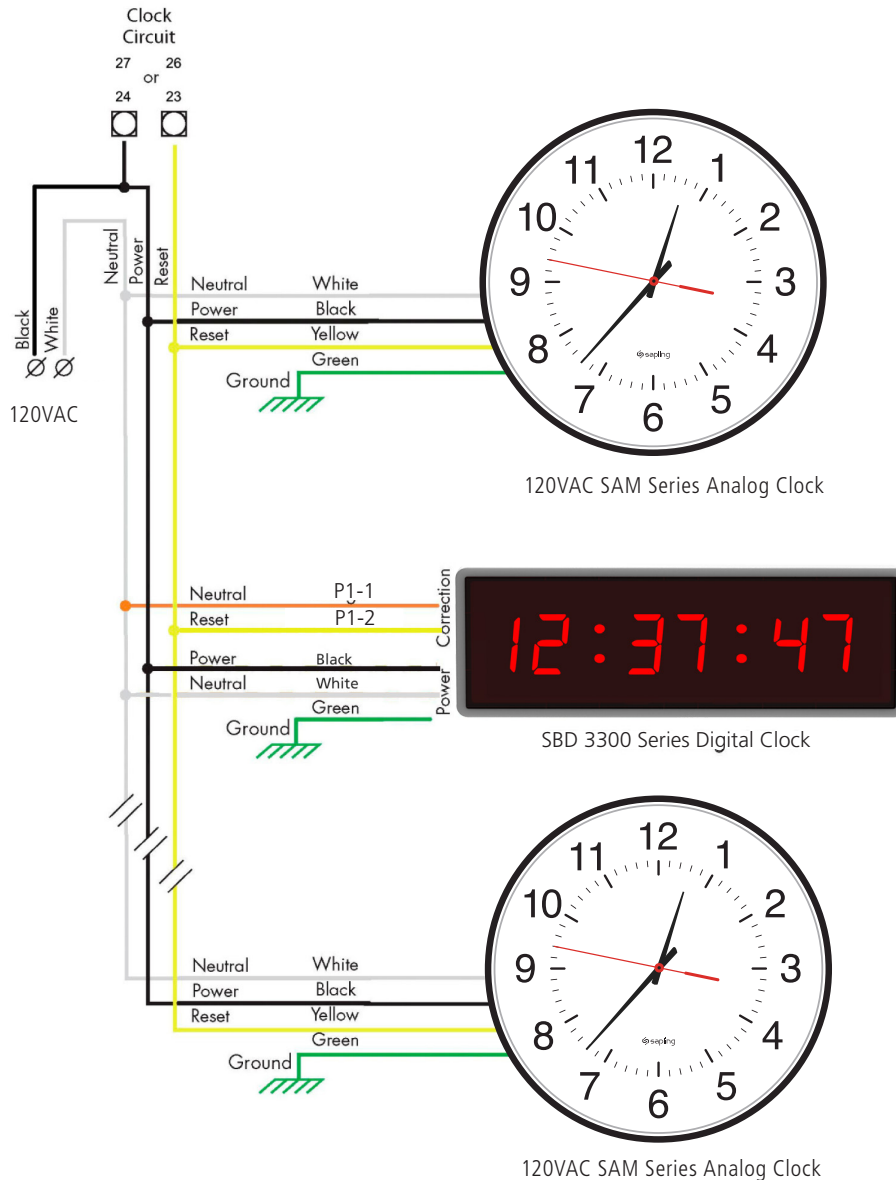 Clock
Circuit
27 26
or
24 23
Neutral
Power
Reset
Black
White
120VAC
Neutral White
Power Black
Reset Yellow
Green
Ground
12
1
2
3
4
5
6
7
8
9
10
11
sapling
120VAC SAM Series Analog Clock
Neutral P1-1
Reset P1-2
Correction
Power Black
Neutral White
Power
Green
Ground
12:37:47
SBD 3300 Series Digital Clock
Neutral White
Power Black
Reset Yellow
Green
Ground
12
1
2
3
4
5
6
7
8
9
10
11
sapling
120VAC SAM Series Analog Clock